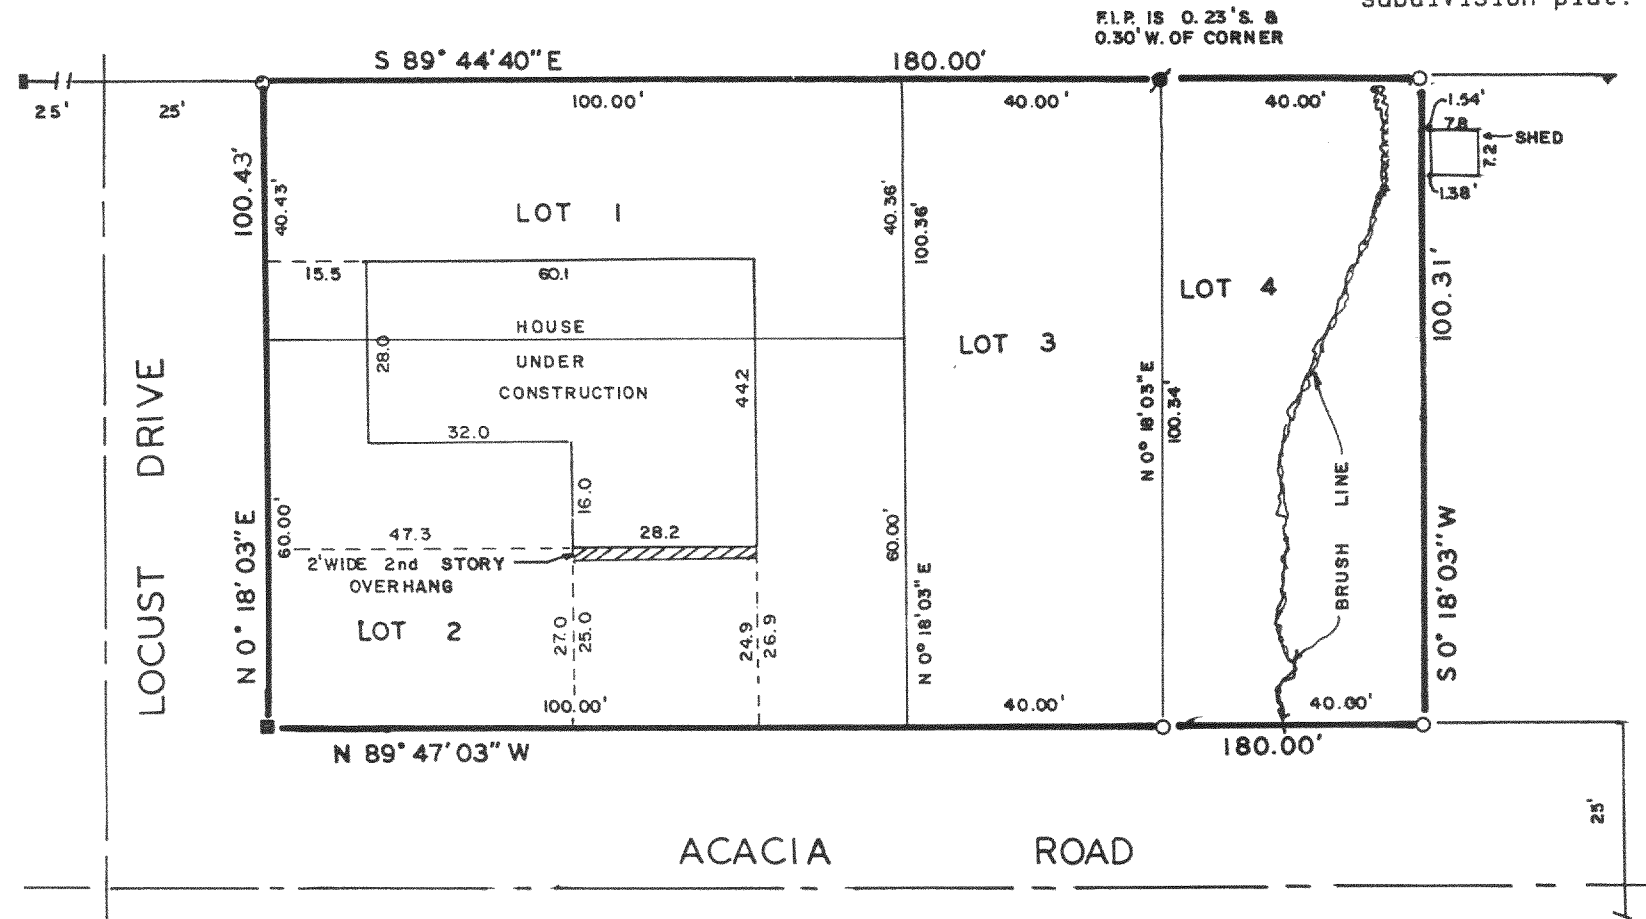 subdivision plat.
F.I.P. IS 0.23'S. &
0.30'W. OF CORNER
S 89° 44'40" E
180.00'
25'
25'
100.00'
40.00'
40.00'
1.54'
7.8
SHED
7.2
1.38'
100.43'
40.43'
LOT 1
40.36'
100.36'
15.5
60.1
LOT 4
100.31'
HOUSE
UNDER
CONSTRUCTION
28.0
44.2
LOT 3
N 0° 18'03" E
100.34'
32.0
16.0
LOCUST DRIVE
N 0° 18'03" E
60.00'
47.3
28.2
2'WIDE 2nd STORY
OVERHANG
60.00'
N 0° 18'03" E
BRUSH LINE
S 0° 18'03" W
LOT 2
27.0
25.0
24.9
26.9
100.00'
40.00'
40.00'
N 89° 47'03" W
180.00'
25'
ACACIA ROAD